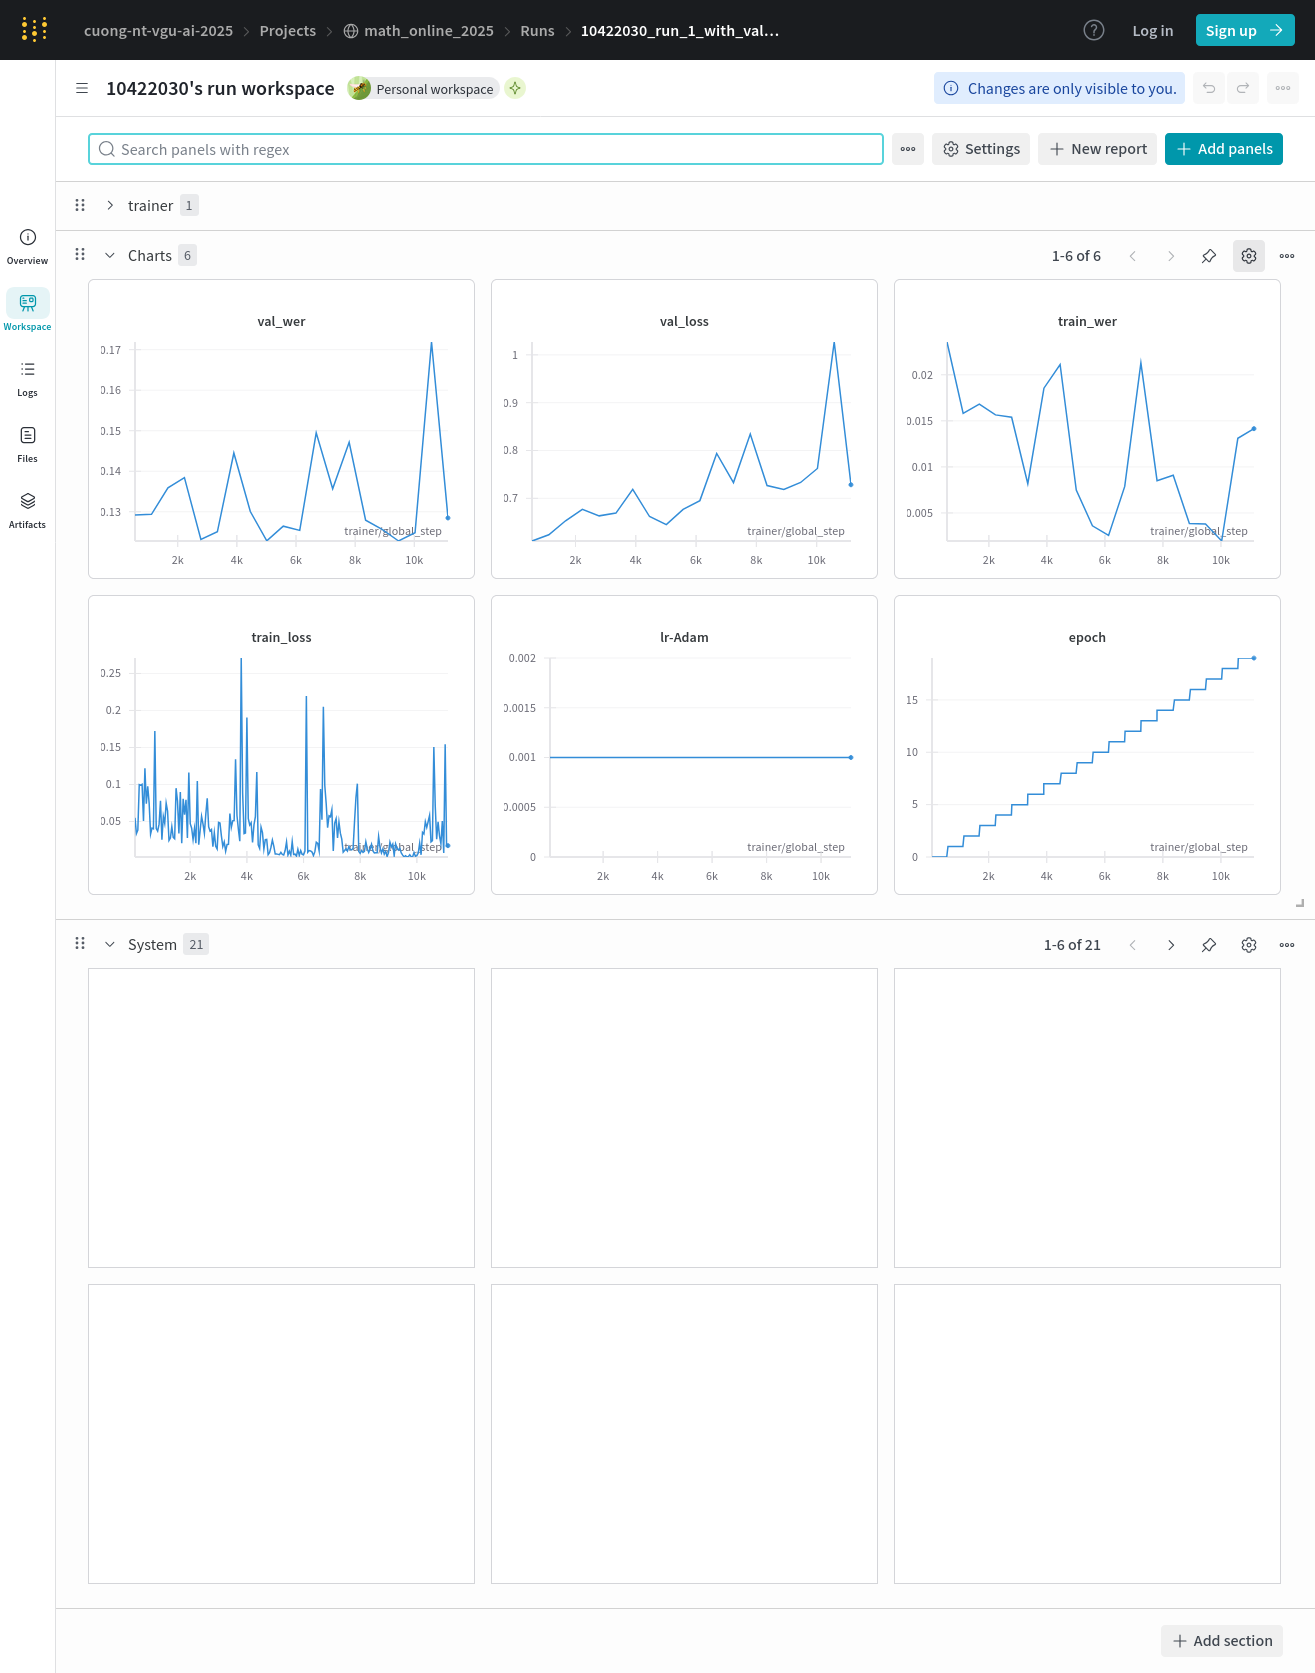 cuong-nt-vgu-ai-2025 Projects math_online_2025 Runs 10422030_run_1_with_val... Log in Sign up
10422030's run workspace Personal workspace Changes are only visible to you.
Search panels with regex Settings New report Add panels
trainer 1
Overview
Workspace
Logs
Files
Artifacts
Charts 6 1-6 of 6
val_wer
0.17
0.16
0.15
0.14
0.13
trainer/global_step
2k 4k 6k 8k 10k
val_loss
1
0.9
0.8
0.7
trainer/global_step
2k 4k 6k 8k 10k
train_wer
0.02
0.015
0.01
0.005
trainer/global_step
2k 4k 6k 8k 10k
train_loss
0.25
0.2
0.15
0.1
0.05
trainer/global_step
2k 4k 6k 8k 10k
lr-Adam
0.002
0.0015
0.001
0.0005
0
trainer/global_step
2k 4k 6k 8k 10k
epoch
15
10
5
0
trainer/global_step
2k 4k 6k 8k 10k
System 21 1-6 of 21
Add section